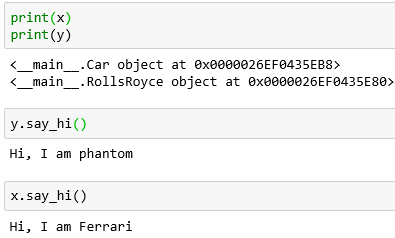 print(x)
print(y)
<__main__.Car object at 0x0000026EF0435EB8>
<__main__.RollsRoyce object at 0x0000026EF0435E80>
y.say_hi()
Hi, I am phantom
x.say_hi()
Hi, I am Ferrari